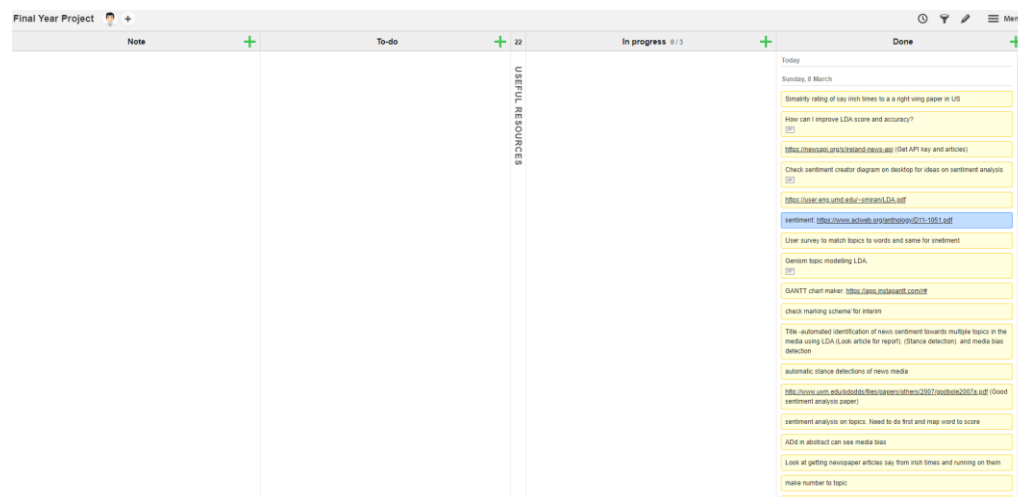 Final Year Project
+
Men
Note
To-do
22
In progress 0/3
Done
USEFUL RESOURCES
Today
Sunday, 8 March
Simalrity rating of say irish times to a a right wing paper in US
How can I improve LDA score and accuracy?
https://newsapi.org/s/ireland-news-api (Get API key and articles)
Check sentiment creator diagram on desktop for ideas on sentiment analysis
https://user.eng.umd.edu/~smiran/LDA.pdf
sentiment: https://www.aclweb.org/anthology/D11-1051.pdf
User survey to match topics to words and same for snetiment
Genism topic modelling LDA.
GANTT chart maker: https://app.instagantt.com/r#
check marking scheme for interim
Title -automated identification of news sentiment towards multiple topics in the
media using LDA (Look article for report). (Stance detection). and media bias
detection
automatic stance detections of news media
http://www.uvm.edu/pdodds/files/papers/others/2007/godbole2007a.pdf (Good
sentiment analysis paper)
sentiment analysis on topics. Need to do first and map word to score
ADd in abstract can see media bias
Look at getting newspaper articles say from irish times and running on them
make number to topic